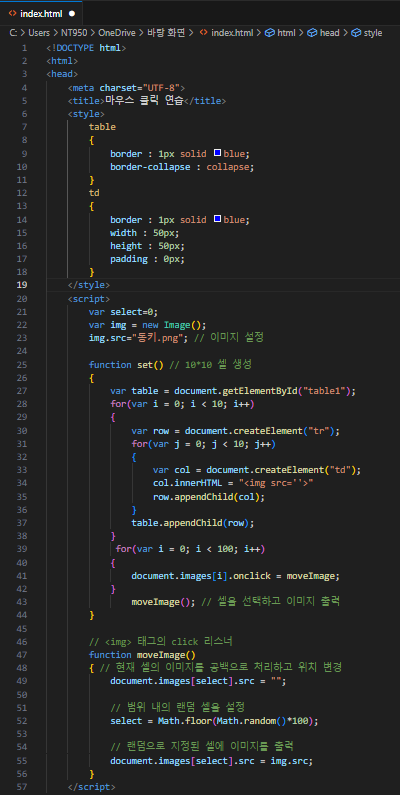 index.html
C: > Users > NT950 > OneDrive > 바탕 화면 > index.html > html > head > style
1 <!DOCTYPE html>
2 <html>
3 <head>
4 <meta charset="UTF-8">
5 <title>마우스 클릭 연습</title>
6 <style>
7 table
8 {
9 border : 1px solid blue;
10 border-collapse : collapse;
11 }
12 td
13 {
14 border : 1px solid blue;
15 width : 50px;
16 height : 50px;
17 padding : 0px;
18 }
19 </style>
20 <script>
21 var select=0;
22 var img = new Image();
23 img.src="동키.png"; // 이미지 설정
24
25 function set() // 10*10 셀 생성
26 {
27 var table = document.getElementById("table1");
28 for(var i = 0; i < 10; i++)
29 {
30 var row = document.createElement("tr");
31 for(var j = 0; j < 10; j++)
32 {
33 var col = document.createElement("td");
34 col.innerHTML = "<img src=''>"
35 row.appendChild(col);
36 }
37 table.appendChild(row);
38 }
39 for(var i = 0; i < 100; i++)
40 {
41 document.images[i].onclick = moveImage;
42 }
43 moveImage(); // 셀을 선택하고 이미지 출력
44 }
45
46 // <img> 태그의 click 리스너
47 function moveImage()
48 { // 현재 셀의 이미지를 공백으로 처리하고 위치 변경
49 document.images[select].src = "";
50
51 // 범위 내의 랜덤 셀을 설정
52 select = Math.floor(Math.random()*100);
53
54 // 랜덤으로 지정된 셀에 이미지를 출력
55 document.images[select].src = img.src;
56 }
57 </script>